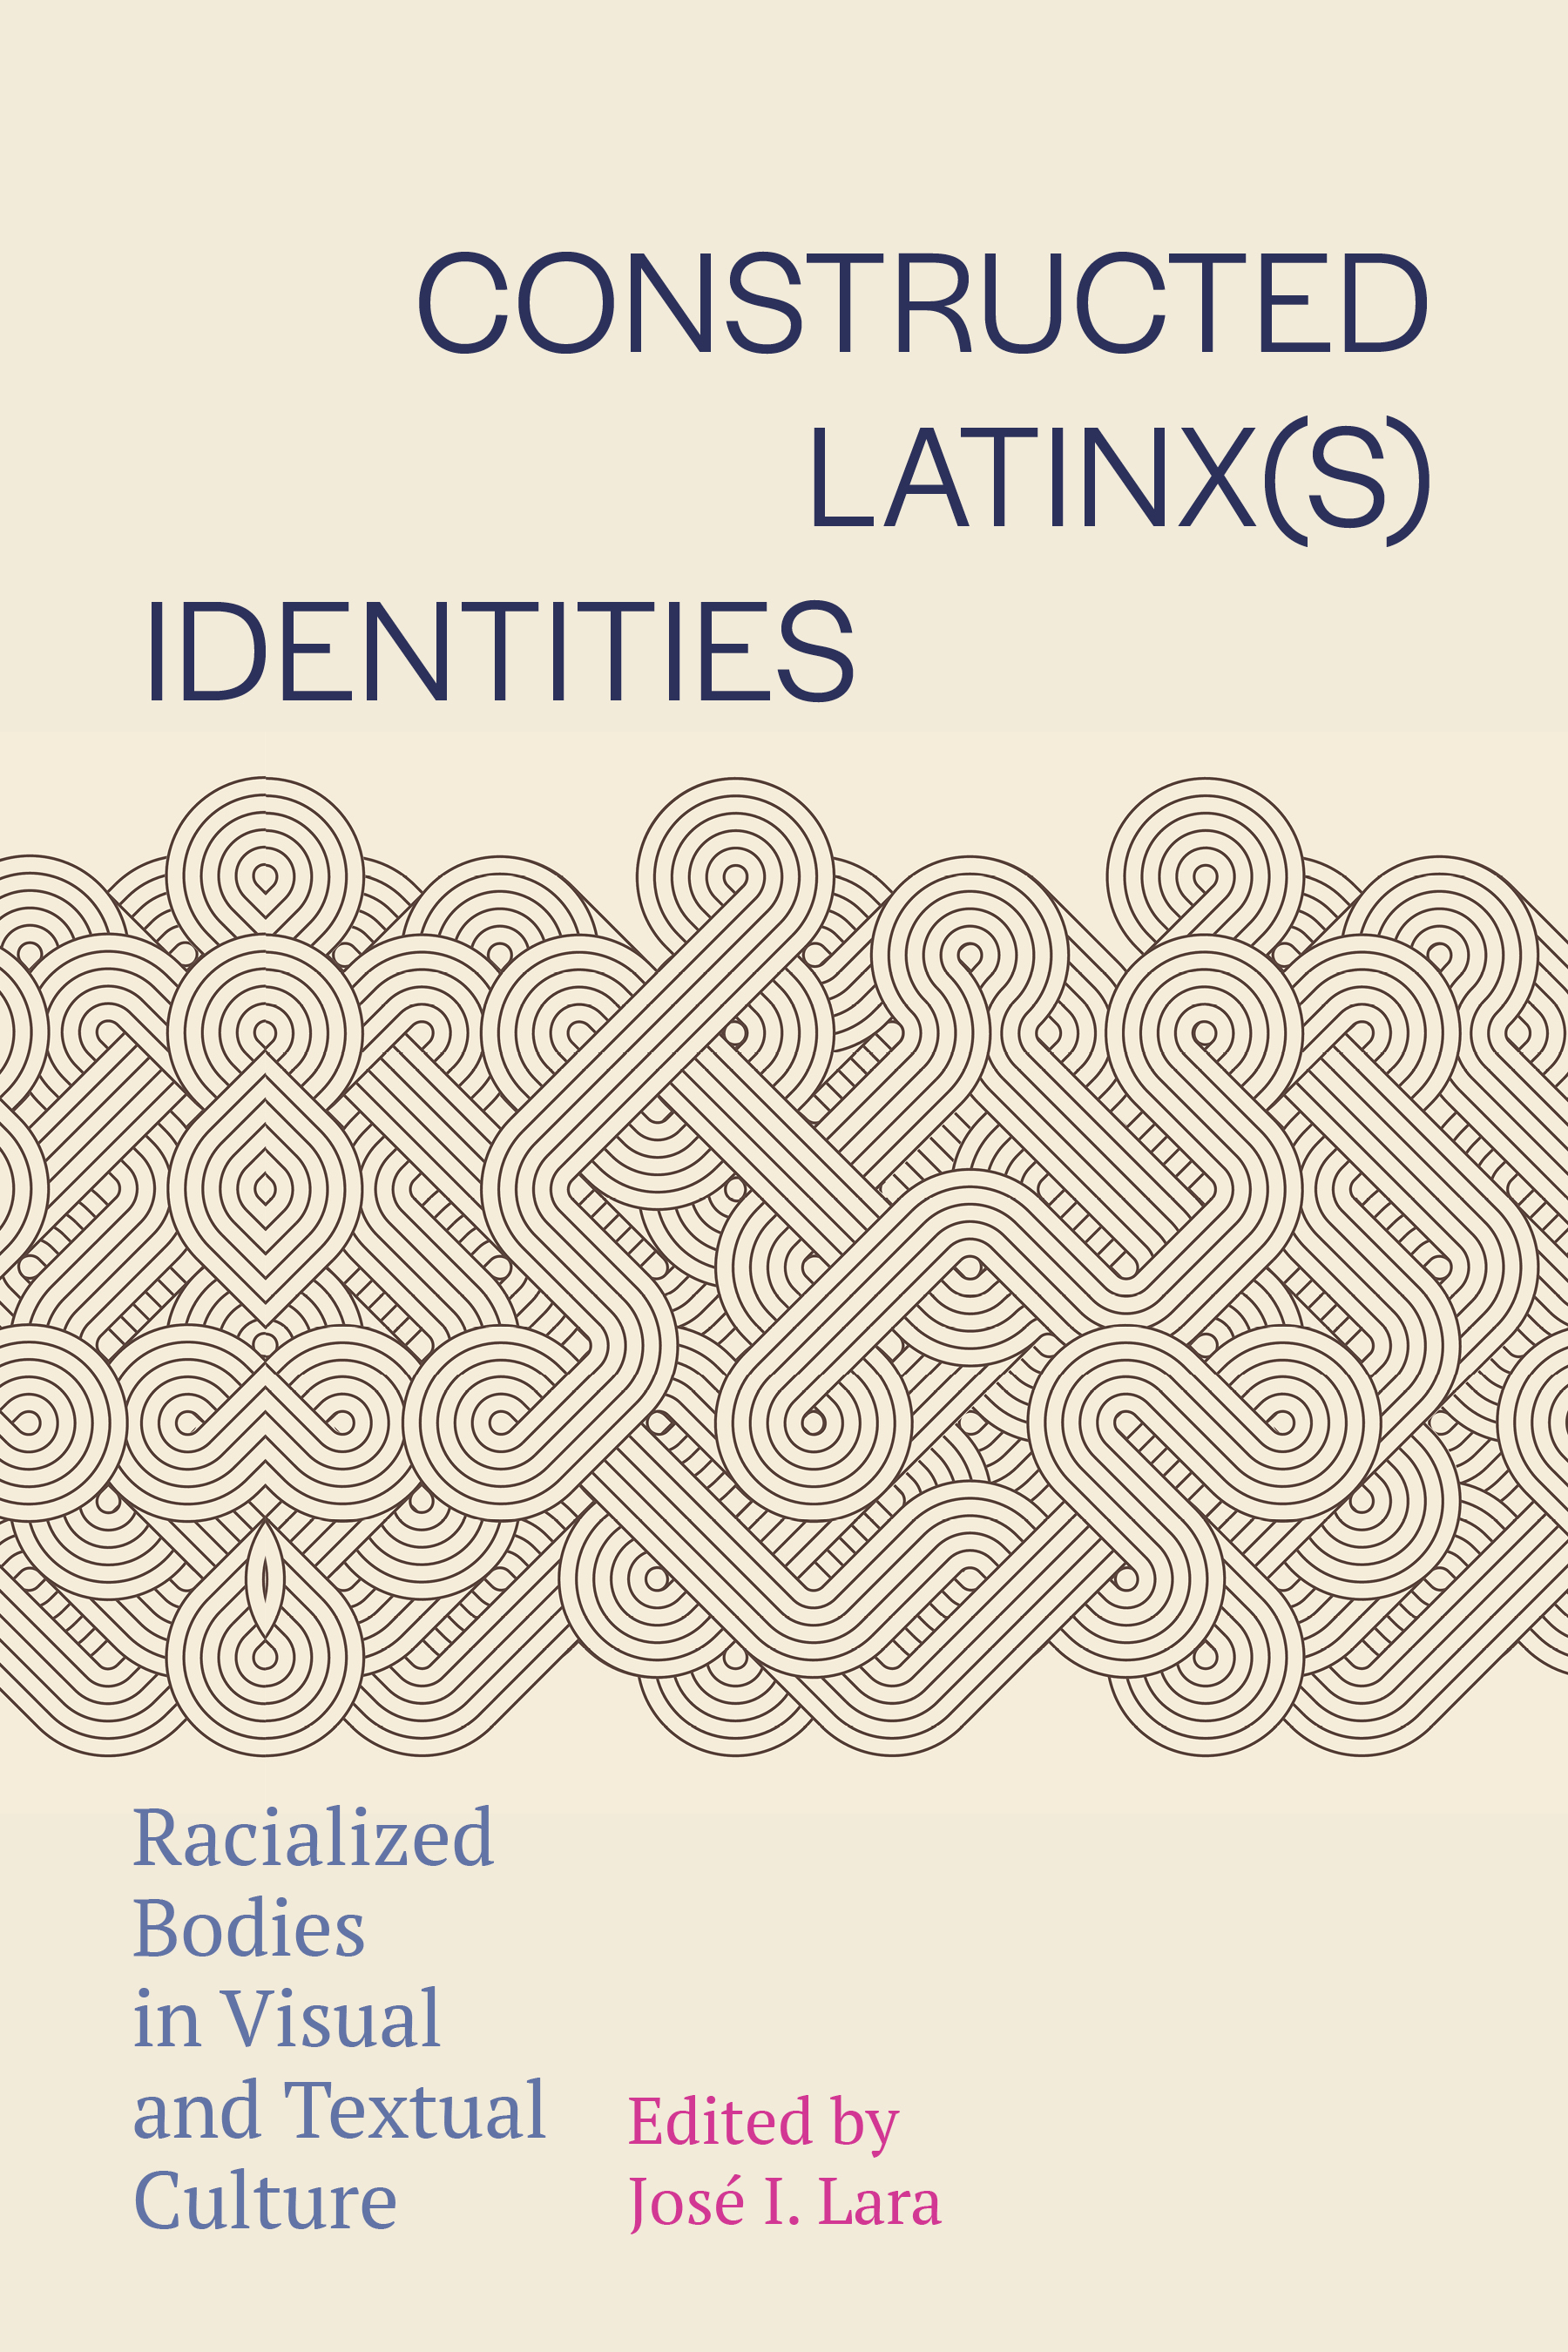 CONSTRUCTED
LATINX(S)
IDENTITIES
Racialized
Bodies
in Visual
and Textual
Culture
Edited by
José I. Lara